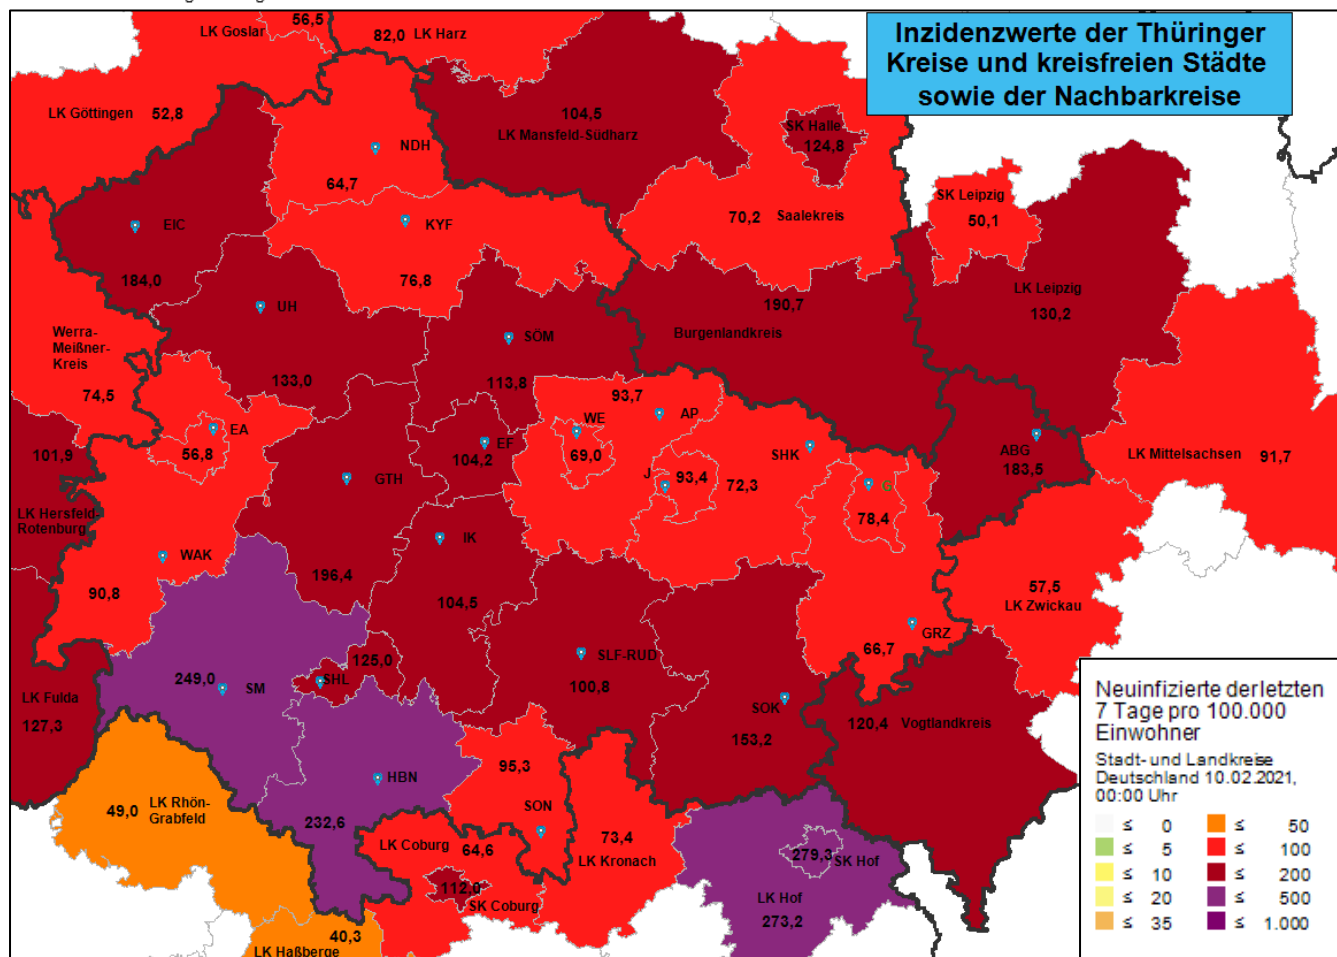 Inzidenzwerte der Thüringer
Kreise und kreisfreien Städte
sowie der Nachbarkreise
LK Goslar
56,5
82,0
LK Harz
LK Göttingen
52,8
104,5
LK Mansfeld-Südharz
SK Halle
124,8
NDH
64,7
SK Leipzig
50,1
70,2
Saalekreis
EIC
184,0
KYF
76,8
LK Leipzig
130,2
190,7
Burgenlandkreis
UH
133,0
SÖM
113,8
Werra-
Meißner-
Kreis
74,5
93,7
AP
WE
69,0
EA
56,8
EF
104,2
SHK
72,3
J
93,4
ABG
183,5
LK Mittelsachsen
91,7
101,9
LK Hersfeld-
Rotenburg
GTH
196,4
G
78,4
WAK
90,8
IK
104,5
57,5
LK Zwickau
GRZ
66,7
SLF-RUD
100,8
125,0
SHL
249,0
SM
LK Fulda
127,3
SOK
153,2
120,4
Vogtlandkreis
HBN
232,6
95,3
SON
49,0
LK Rhön-
Grabfeld
LK Coburg
64,6
73,4
LK Kronach
279,3
SK Hof
112,0
SK Coburg
LK Hof
273,2
40,3
LK Haßberge
Neuinfizierte der letzten
7 Tage pro 100.000
Einwohner
Stadt- und Landkreise
Deutschland 10.02.2021,
00:00 Uhr
≤ 0 ≤ 50
≤ 5 ≤ 100
≤ 10 ≤ 200
≤ 20 ≤ 500
≤ 35 ≤ 1.000